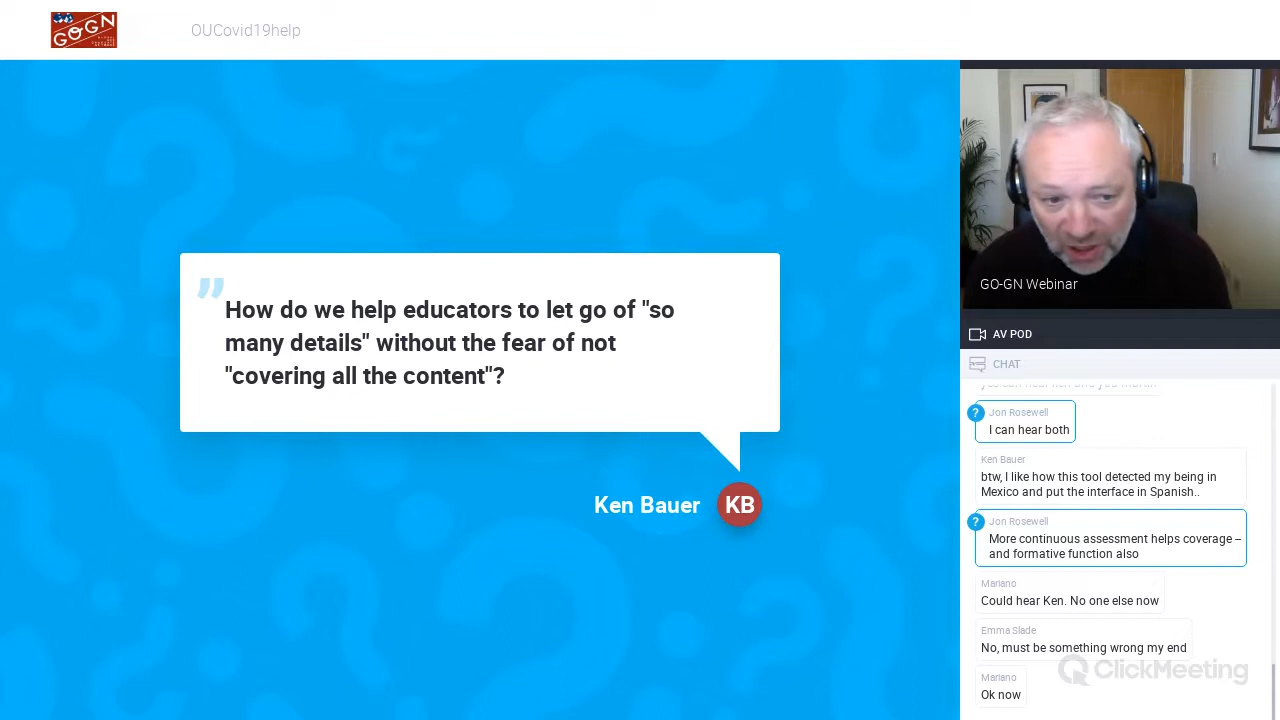 GOGN
OUCovid19help
How do we help educators to let go of "so
many details" without the fear of not
"covering all the content"?
Ken Bauer
KB
GO-GN Webinar
AV POD
CHAT
?
Jon Rosewell
I can hear both
Ken Bauer
btw, I like how this tool detected my being in
Mexico and put the interface in Spanish..
?
Jon Rosewell
More continuous assessment helps coverage –
and formative function also
Mariano
Could hear Ken. No one else now
Emma Slade
No, must be something wrong my end
ClickMeeting
Mariano
Ok now